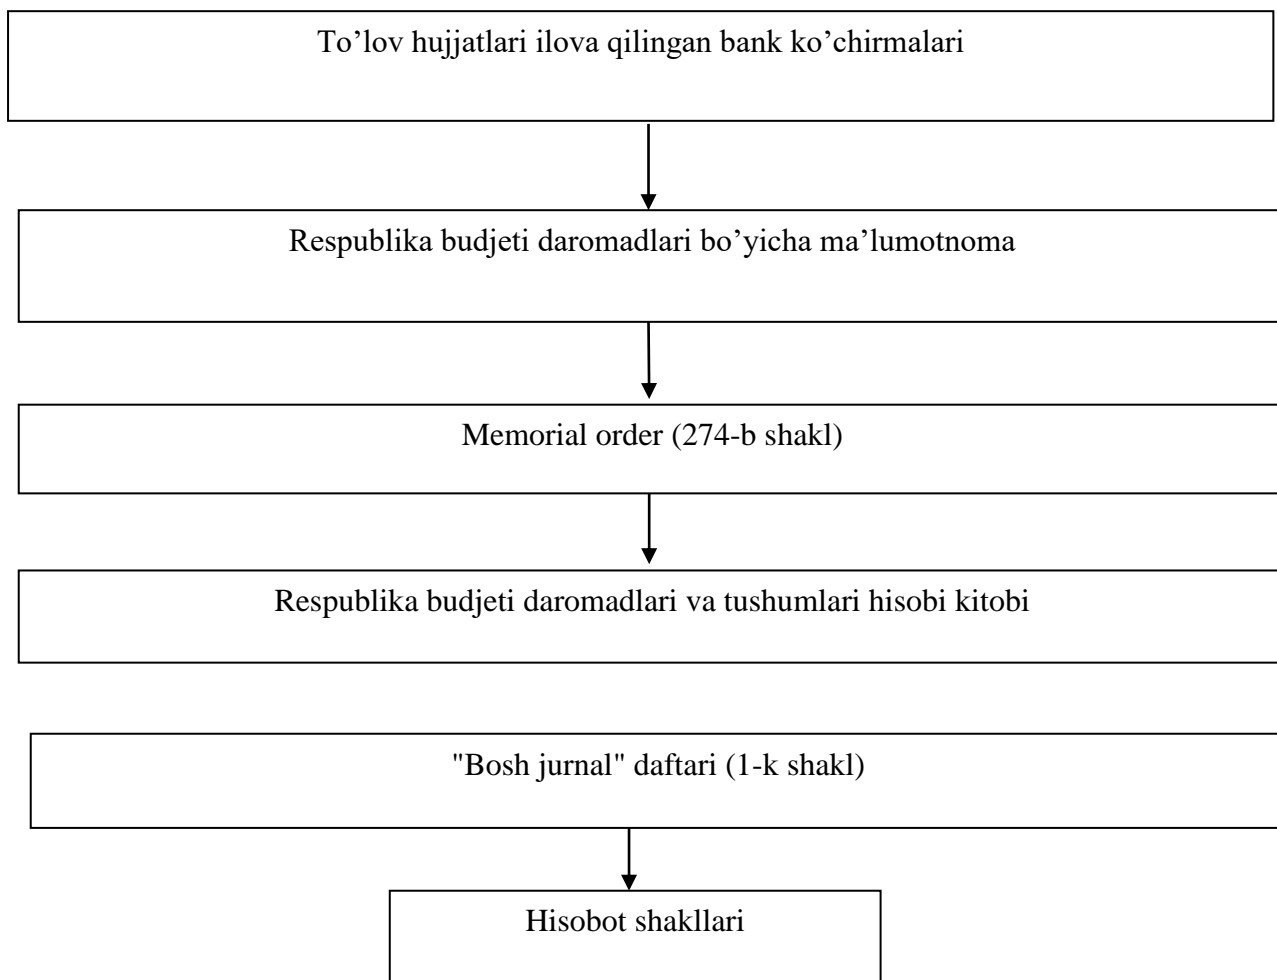 To’lov hujjatlari ilova qilingan bank ko’chirmalari
Respublika budjeti daromadlari bo’yicha ma’lumotnoma
Memorial order (274-b shakl)
Respublika budjeti daromadlari va tushumlari hisobi kitobi
"Bosh jurnal" daftari (1-k shakl)
Hisobot shakllari